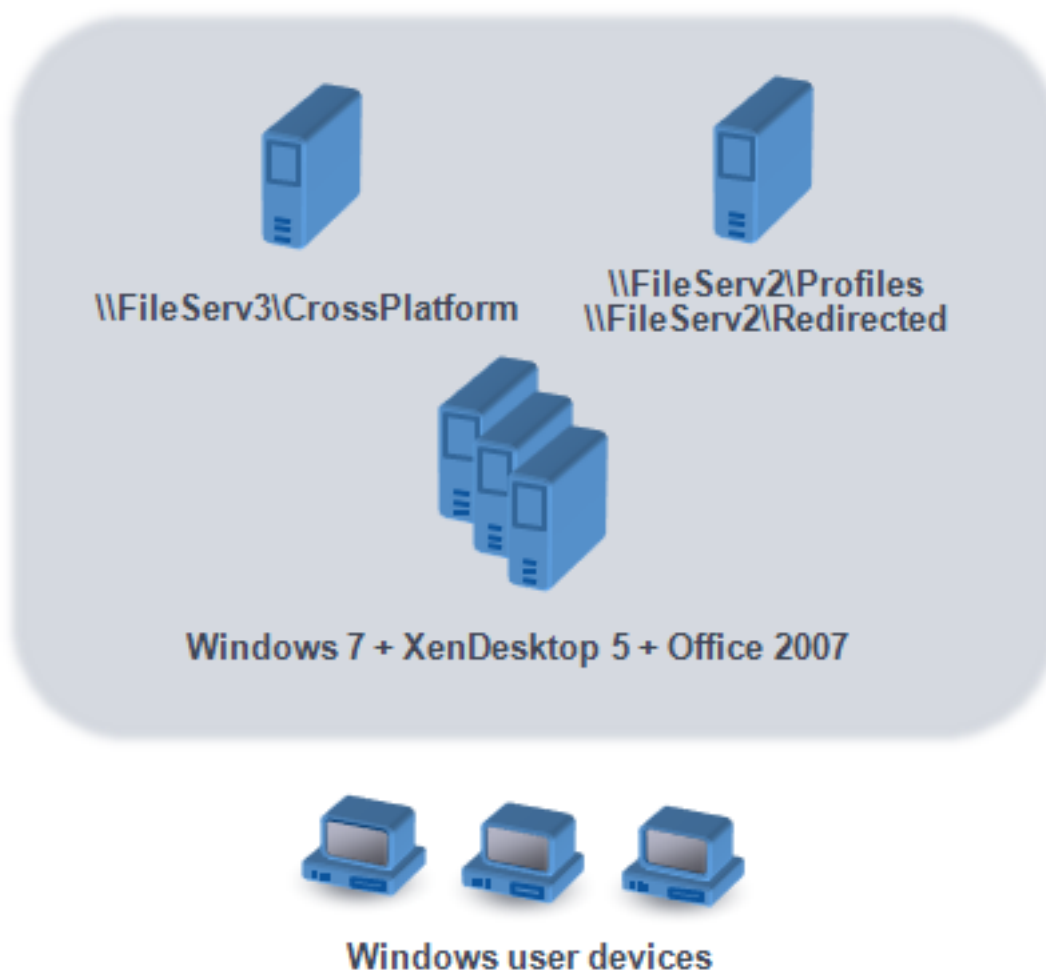 \\FileServ3\CrossPlatform
\\FileServ2\Profiles
\\FileServ2\Redirected
Windows 7 + XenDesktop 5 + Office 2007
Windows user devices